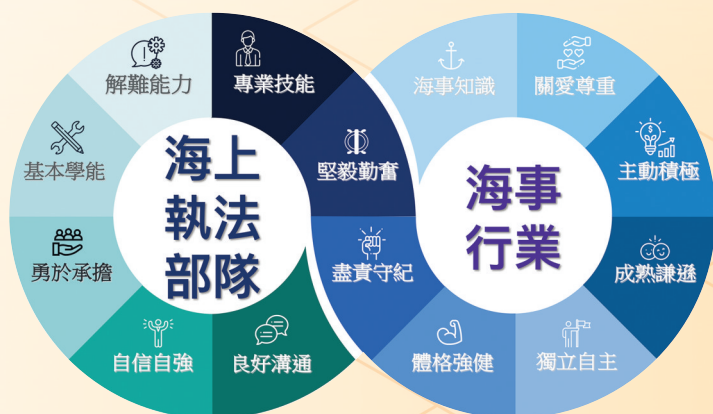 解難能力
專業技能
基本學能
堅毅勤奮
勇於承擔
盡責守紀
自信自強
良好溝通
海上
執法
部隊
海事知識
關愛尊重
主動積極
成熟謙遜
體格強健
獨立自主
海事
行業